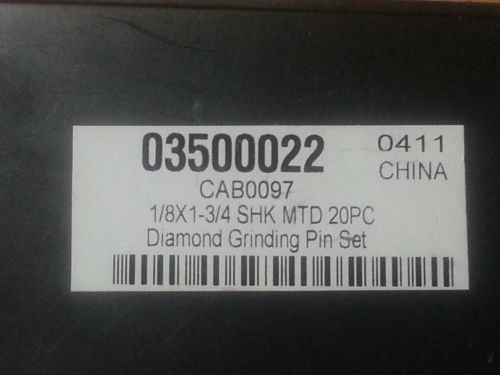 03500022 0411
CAB0097 CHINA
1/8X1-3/4 SHK MTD 20PC
Diamond Grinding Pin Set